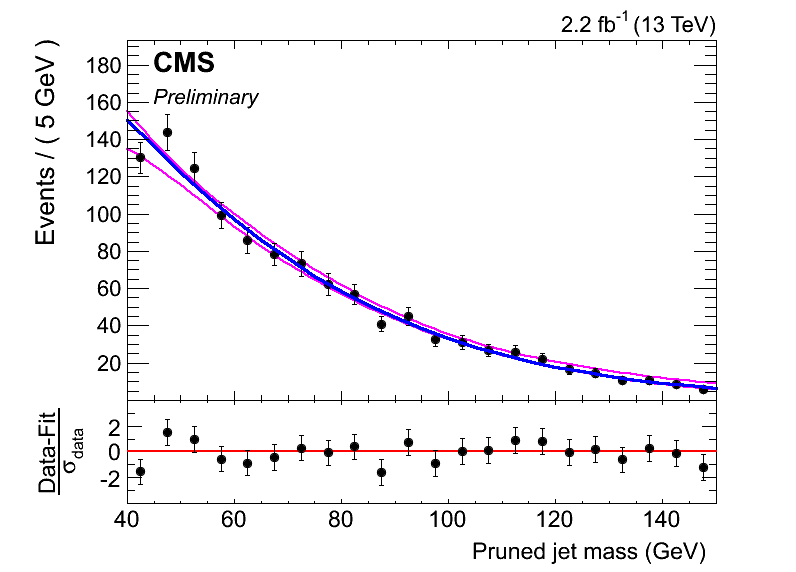 2.2 fb-1 (13 TeV)
CMS
Preliminary
Events / ( 5 GeV )
180
160
140
120
100
80
60
40
20
Data-Fit
σdata
2
0
-2
40 60 80 100 120 140
Pruned jet mass (GeV)